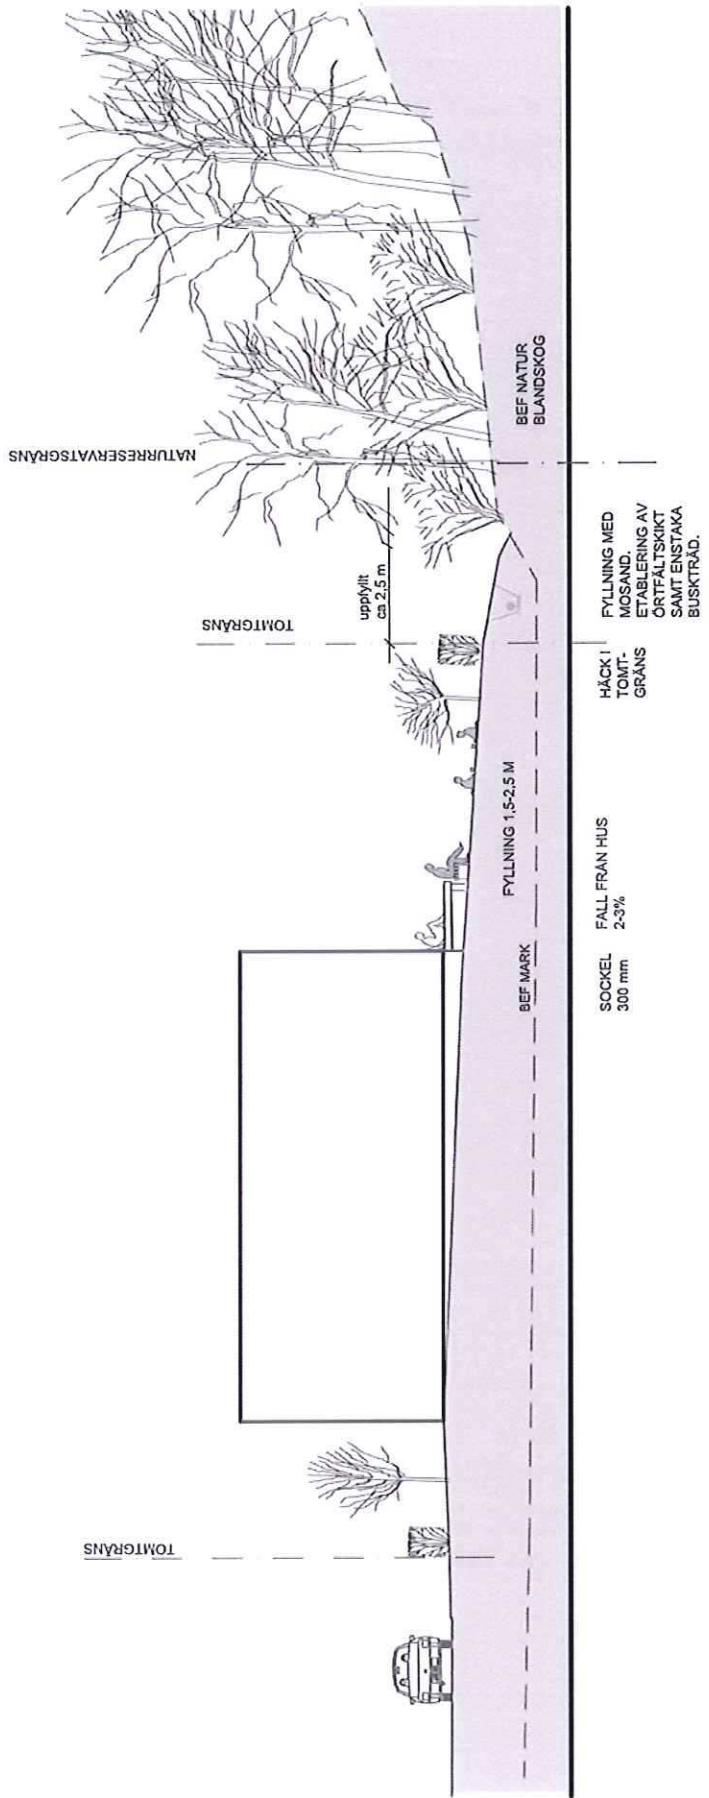 TOMTGRÄNS
TOMTGRÄNS
NATURRESERVATSGRÄNS
uppfyllt
ca 2,5 m
BEF MARK
FYLLNING 1,5-2,5 M
BEF NATUR
BLANDSKOG
SOCKEL
300 mm
FALL FRÅN HUS
2-3%
HÄCK I
TOMT-
GRÄNS
FYLLNING MED
MOSAND.
ETABLERING AV
ÖRTFÄLTSKIKT
SAMT ENSTAKA
BUSKTRÄD.